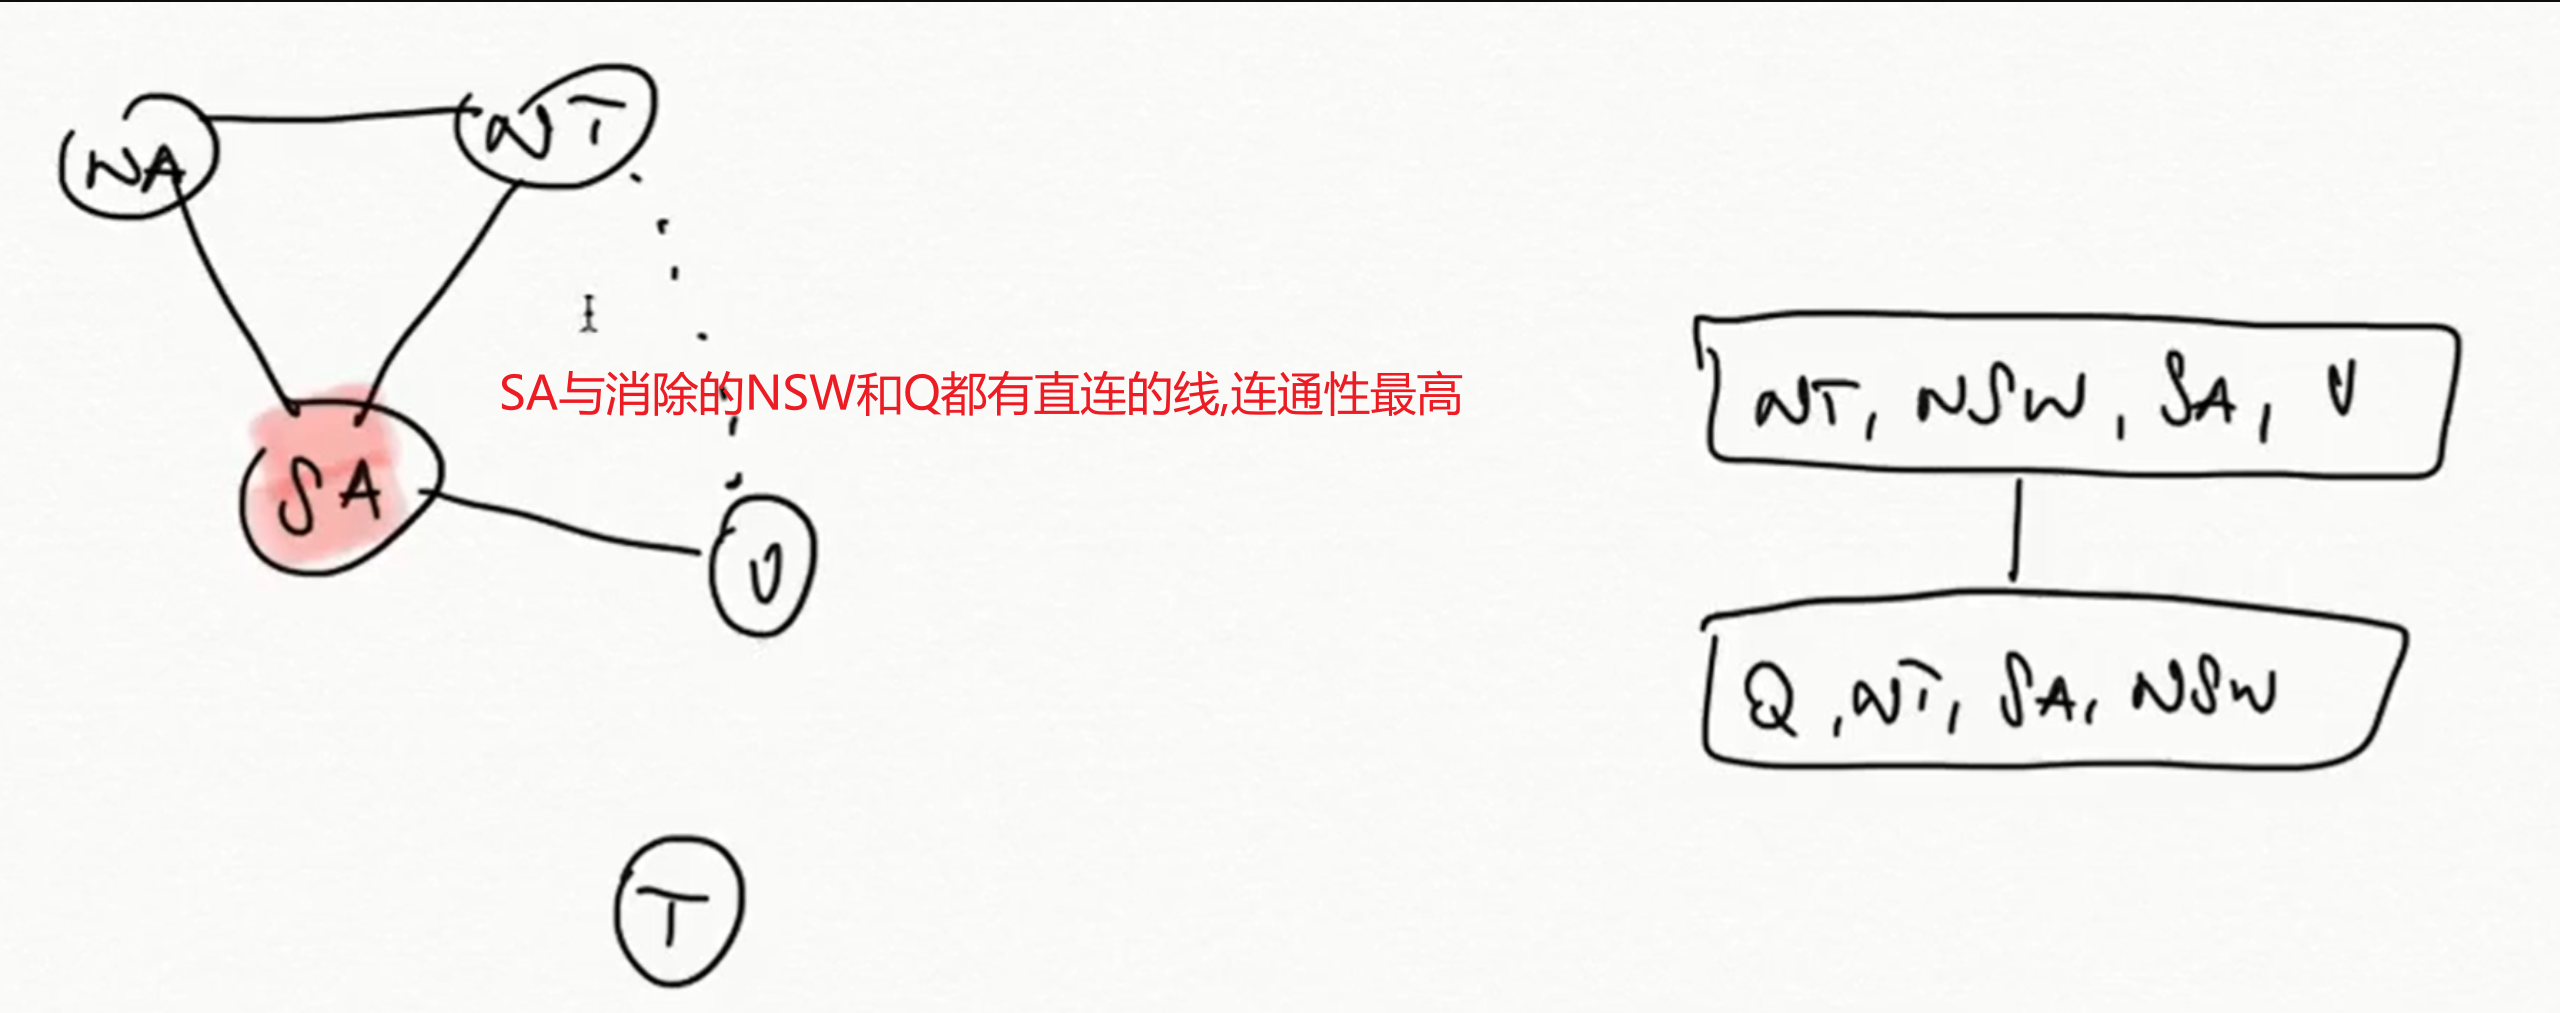 NA
NT
SA与消除的NSW和Q都有直连的线,连通性最高
SA
V
T
NT, NSW, SA, V
Q, NT, SA, NSW